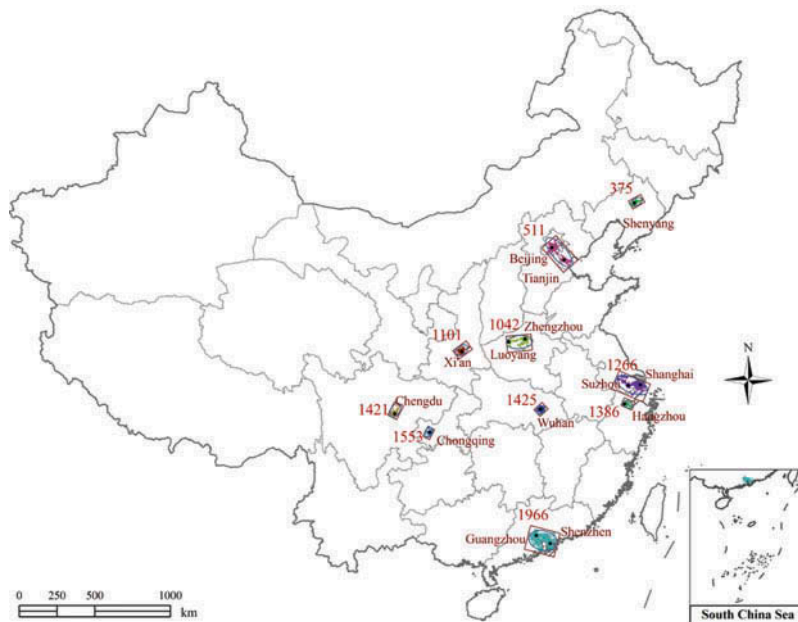 375
Shenyang
511
Beijing
Tianjin
1101
Xi'an
1042
Zhengzhou
Luoyang
1266
Suzhou
Shanghai
1386
Hangzhou
N
1421
Chengdu
1553
Chongqing
1425
Wuhan
1966
Guangzhou
Shenzhen
0 250 500 1000
km
South China Sea